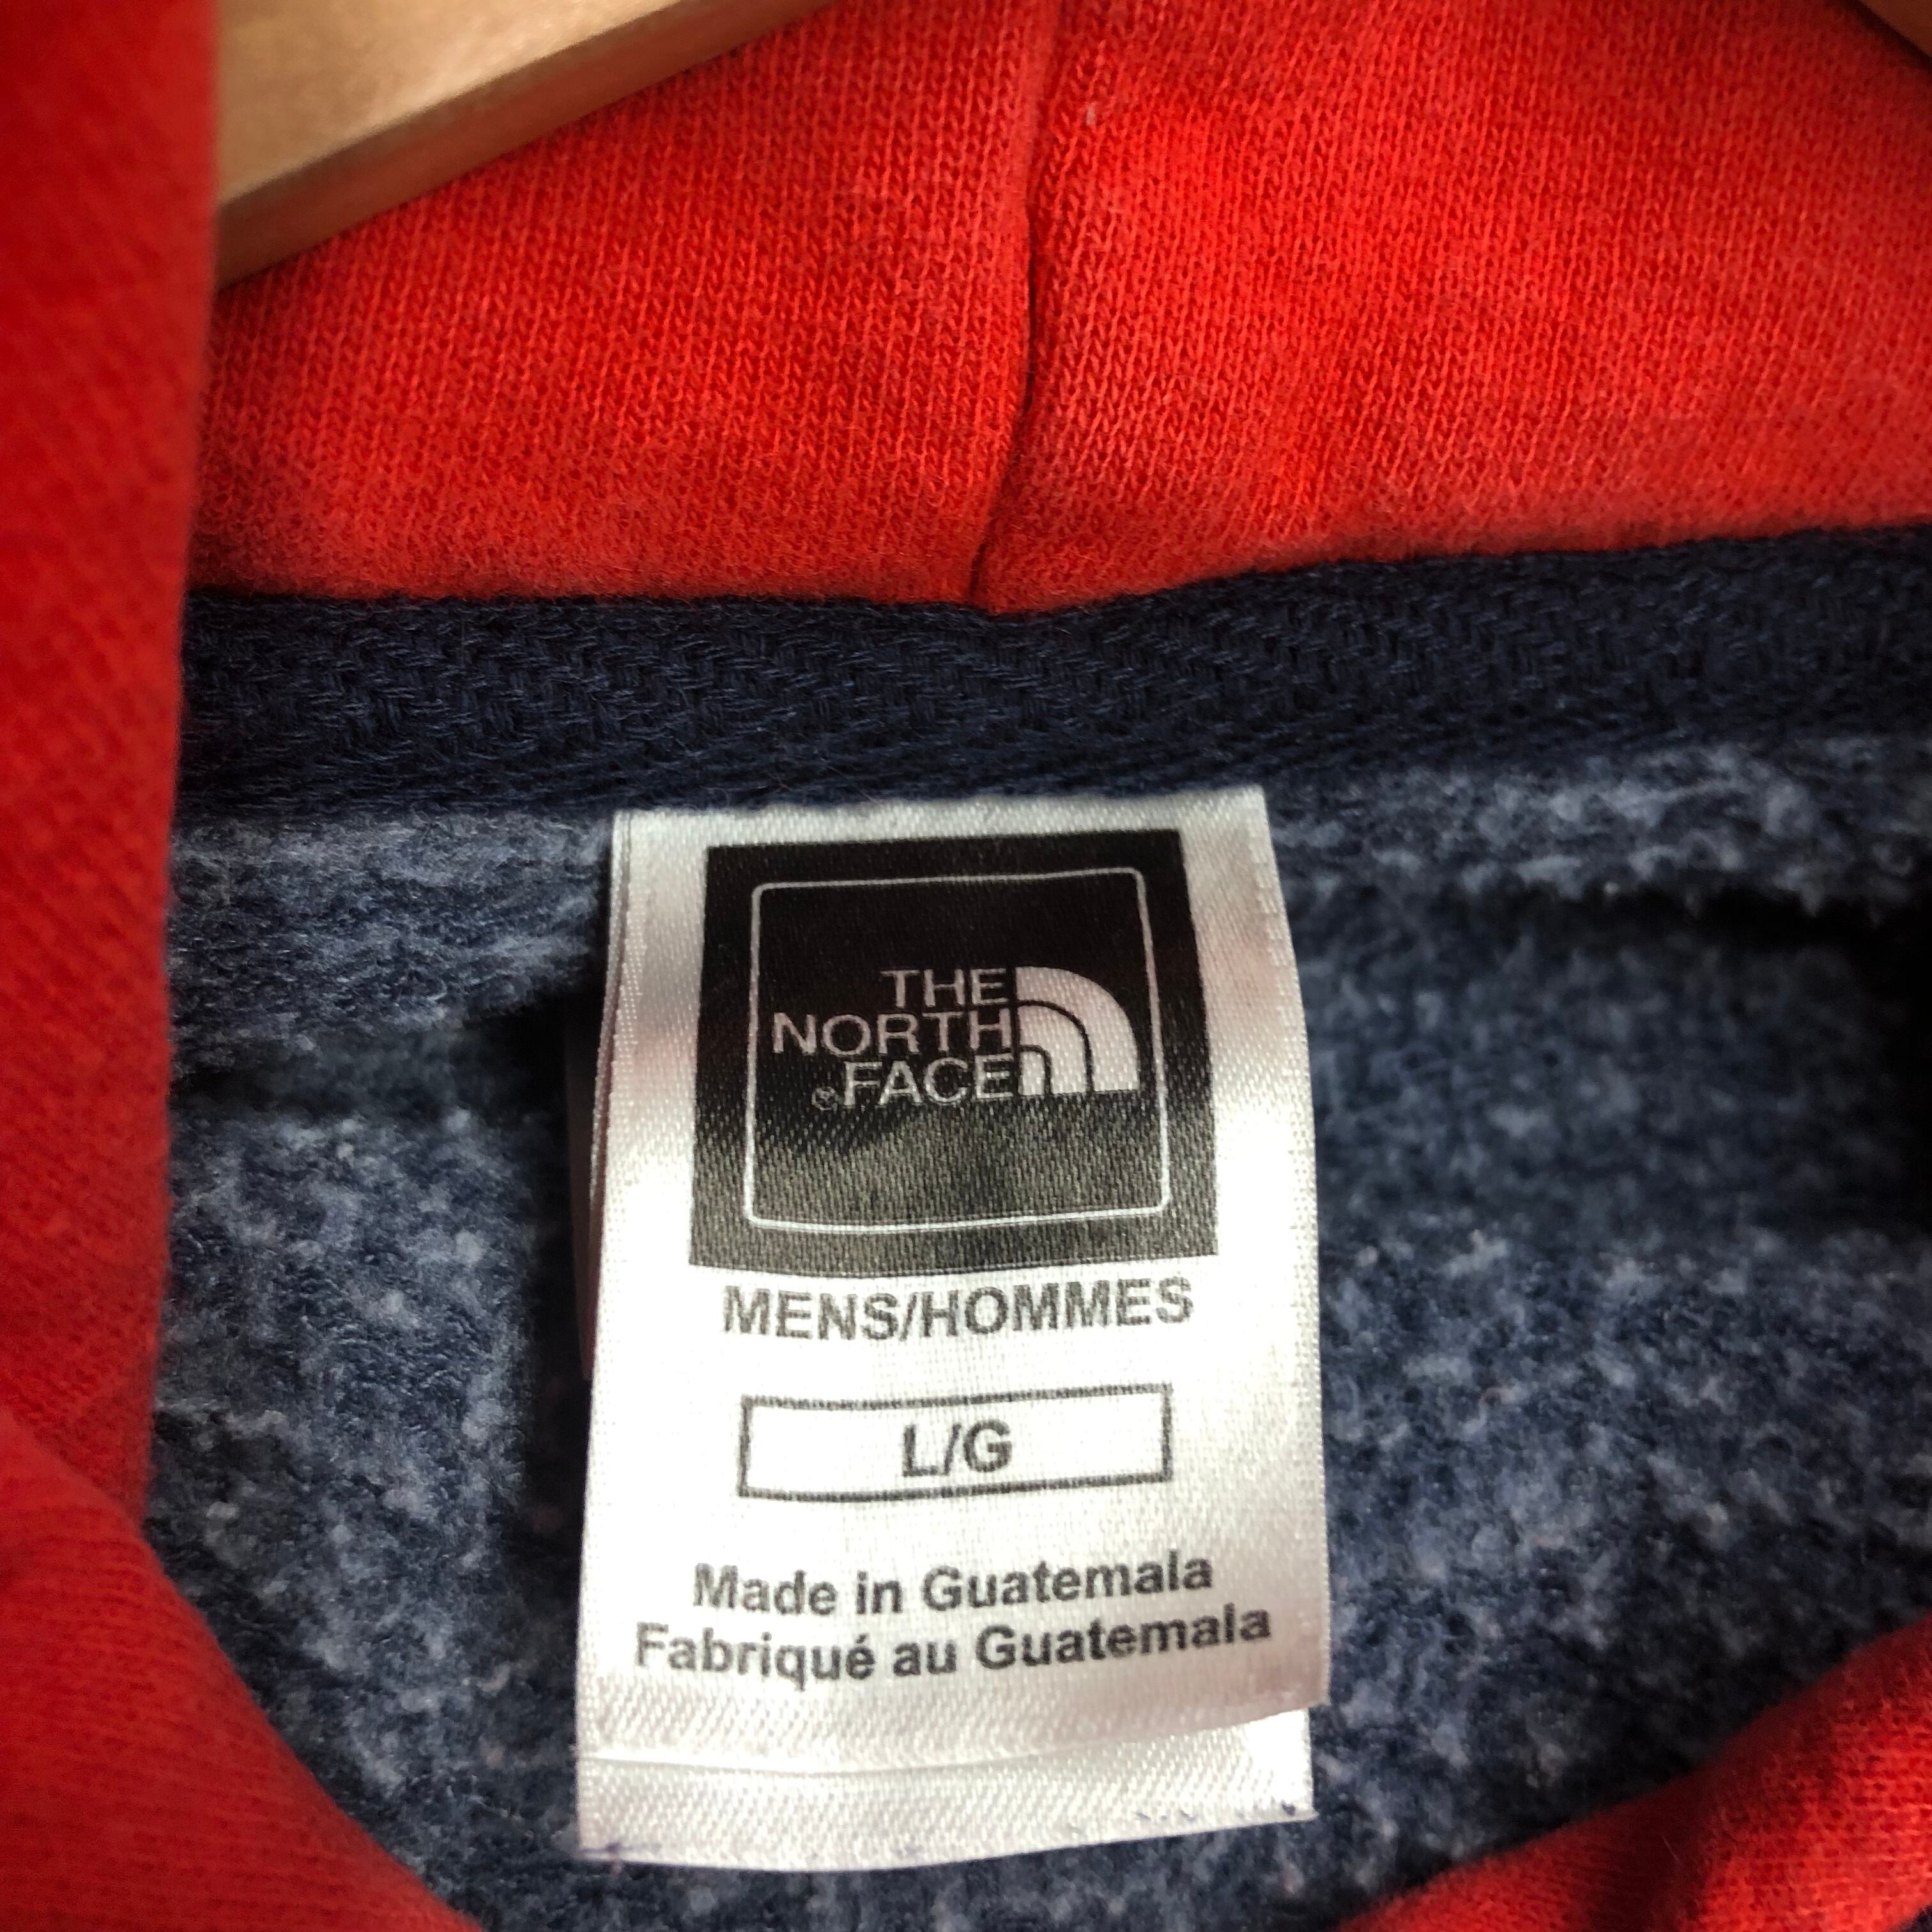 THE
NORTH
®FACE
MENS/HOMMES
L/G
Made in Guatemala
Fabriqué au Guatemala